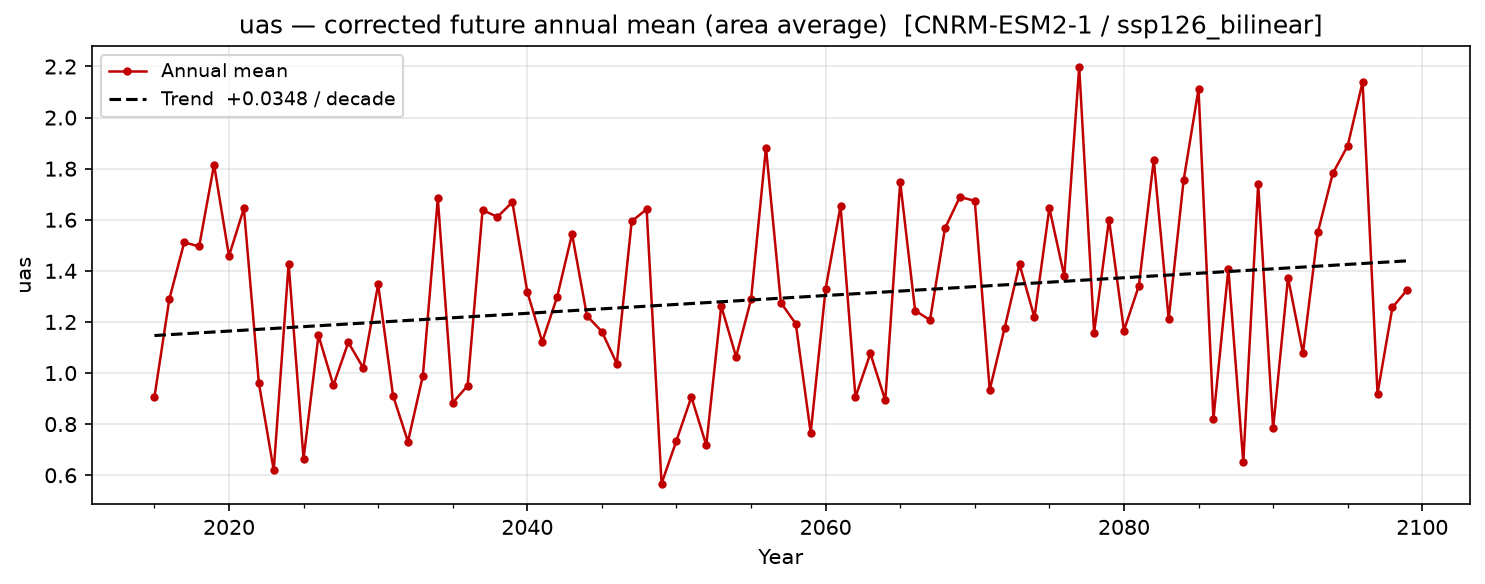 uas — corrected future annual mean (area average)  [CNRM-ESM2-1 / ssp126_bilinear]
Annual mean
Trend  +0.0348 / decade
2.2
2.0
1.8
1.6
1.4
1.2
1.0
0.8
0.6
uas
2020
2040
2060
2080
2100
Year